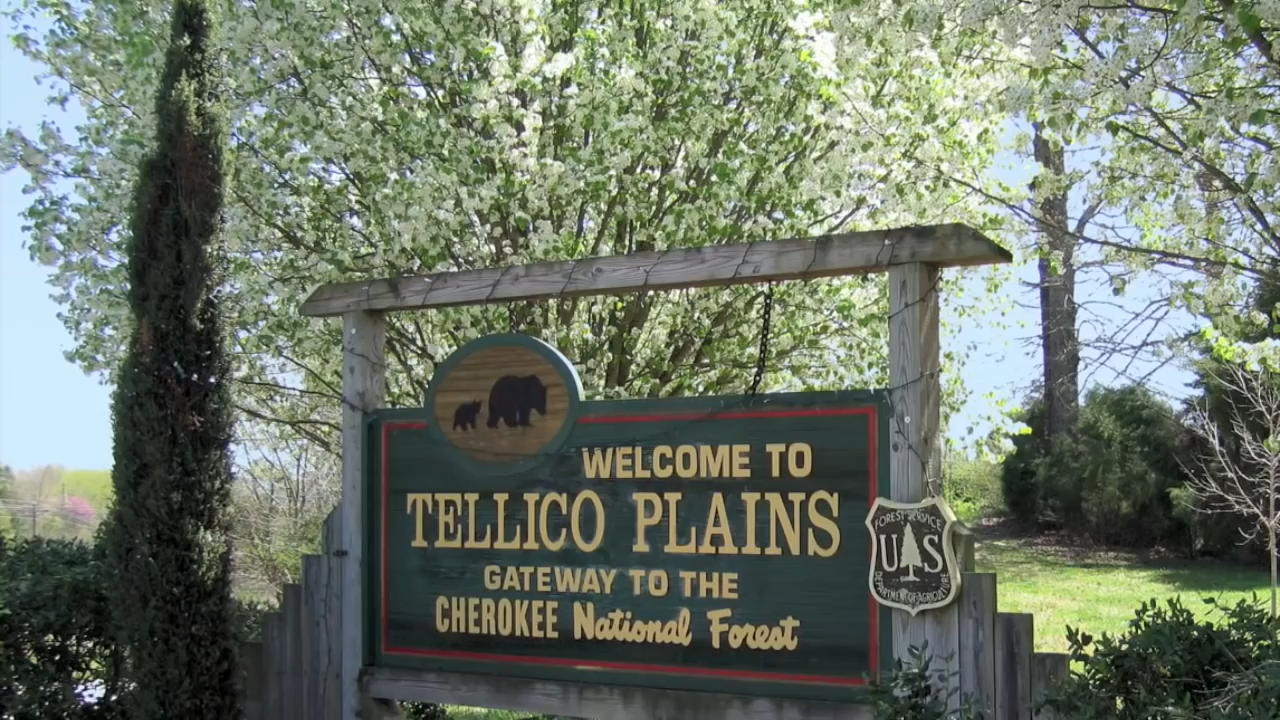 WELCOME TO
TELLICO PLAINS
GATEWAY TO THE
CHEROKEE National Forest
FOREST SERVICE
U S
DEPARTMENT OF AGRICULTURE